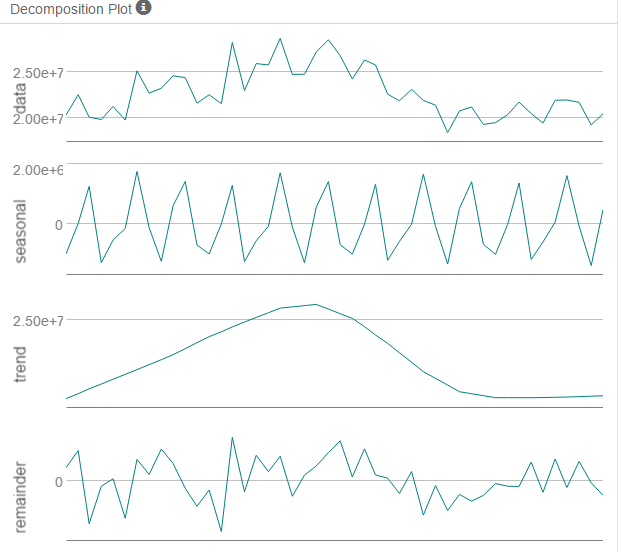 Decomposition Plot i
2.50e+7
data
2.00e+7
2.00e+6
seasonal
0
2.50e+7
trend
0
remainder